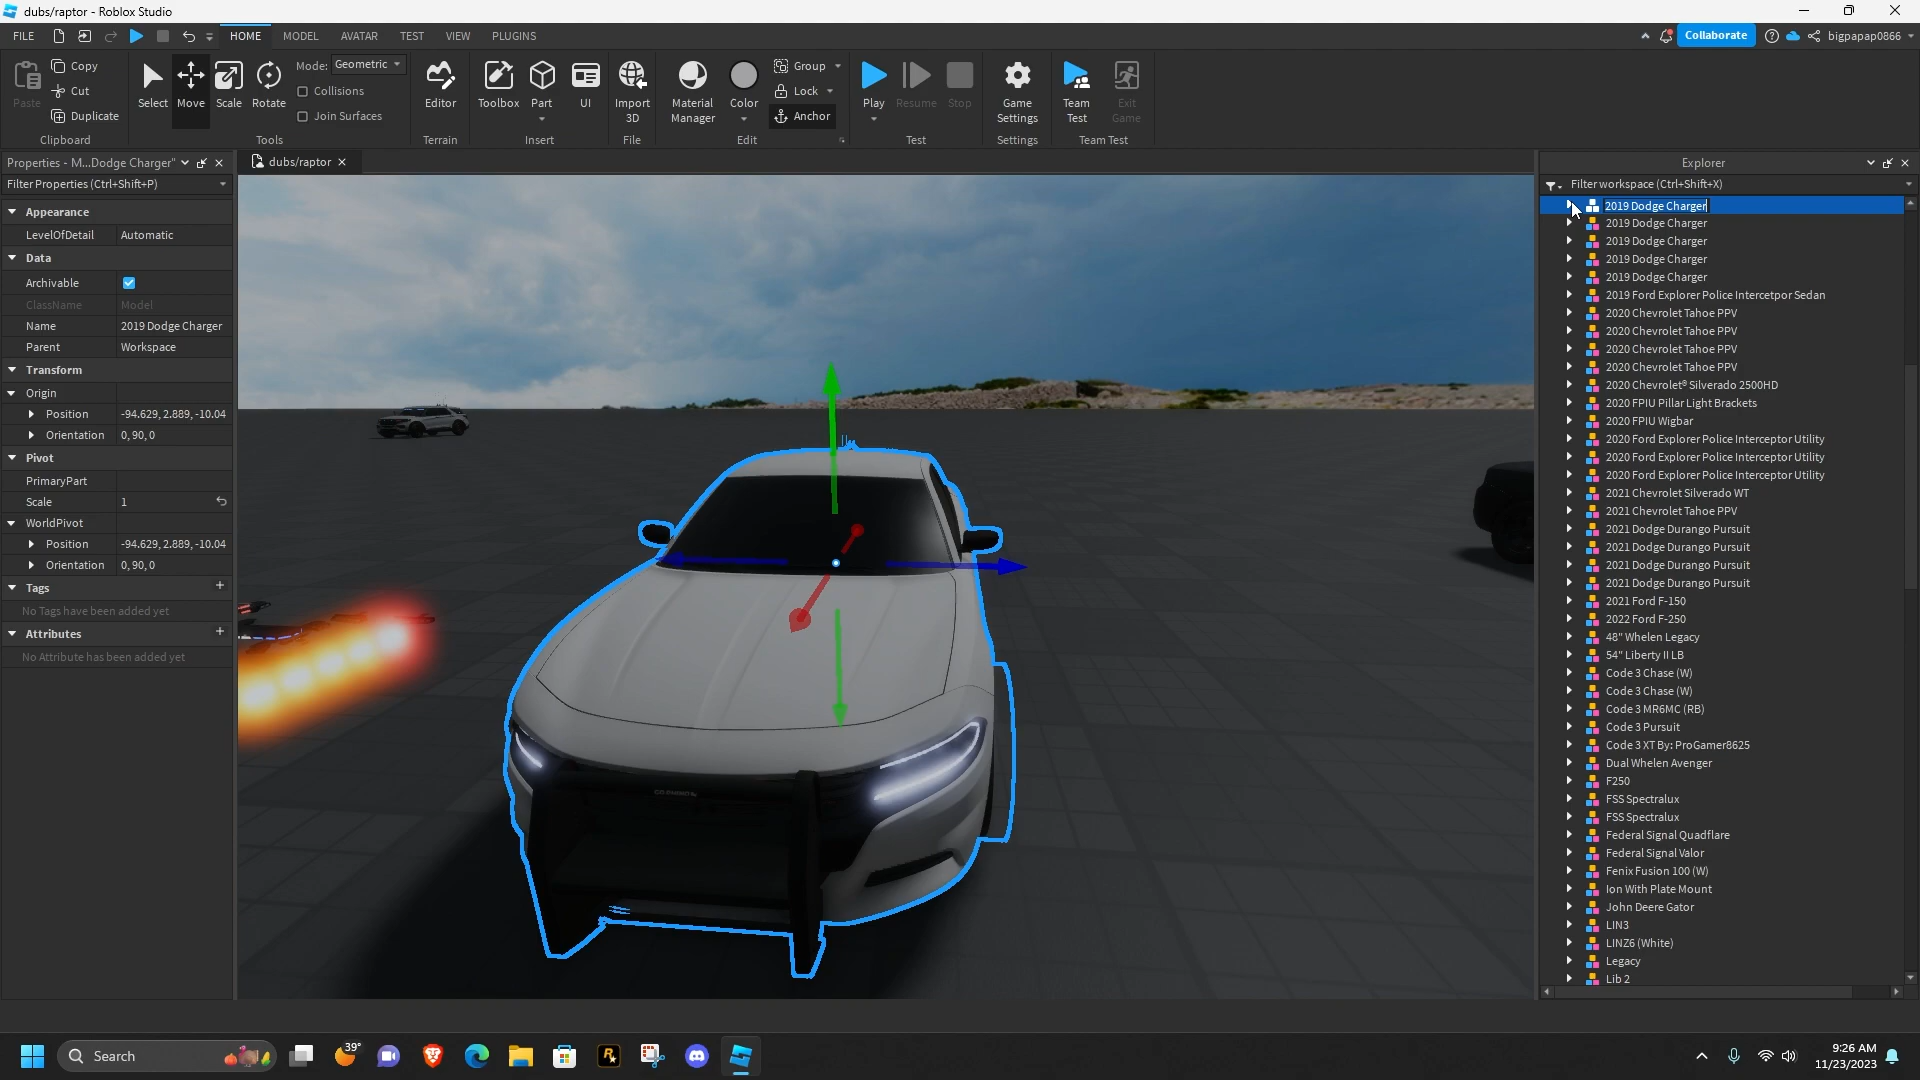 dubs/raptor - Roblox Studio
FILE
HOME
MODEL
AVATAR
TEST
VIEW
PLUGINS
Collaborate
bigpapap0866
Paste
Copy
Cut
Duplicate
Clipboard
Select
Move
Scale
Rotate
Mode: Geometric
Collisions
Join Surfaces
Tools
Editor
Terrain
Toolbox
Part
UI
Insert
Import
3D
File
Material
Manager
Color
Group
Lock
Anchor
Edit
Play
Resume
Stop
Test
Game
Settings
Settings
Team
Test
Exit
Game
Team Test
Properties - M...Dodge Charger"
Filter Properties (Ctrl+Shift+P)
Appearance
LevelOfDetail Automatic
Data
Archivable
ClassName Model
Name 2019 Dodge Charger
Parent Workspace
Transform
Origin
Position -94.629, 2.889, -10.04
Orientation 0, 90, 0
Pivot
PrimaryPart
Scale 1
WorldPivot
Position -94.629, 2.889, -10.04
Orientation 0, 90, 0
Tags
No Tags have been added yet
Attributes
No Attribute has been added yet
dubs/raptor
Explorer
Filter workspace (Ctrl+Shift+X)
2019 Dodge Charger
2019 Dodge Charger
2019 Dodge Charger
2019 Dodge Charger
2019 Dodge Charger
2019 Ford Explorer Police Intercetpor Sedan
2020 Chevrolet Tahoe PPV
2020 Chevrolet Tahoe PPV
2020 Chevrolet Tahoe PPV
2020 Chevrolet Tahoe PPV
2020 Chevrolet® Silverado 2500HD
2020 FPIU Pillar Light Brackets
2020 FPIU Wigbar
2020 Ford Explorer Police Interceptor Utility
2020 Ford Explorer Police Interceptor Utility
2020 Ford Explorer Police Interceptor Utility
2021 Chevrolet Silverado WT
2021 Chevrolet Tahoe PPV
2021 Dodge Durango Pursuit
2021 Dodge Durango Pursuit
2021 Dodge Durango Pursuit
2021 Dodge Durango Pursuit
2021 Ford F-150
2022 Ford F-250
48" Whelen Legacy
54" Liberty II LB
Code 3 Chase (W)
Code 3 Chase (W)
Code 3 MR6MC (RB)
Code 3 Pursuit
Code 3 XT By: ProGamer8625
Dual Whelen Avenger
F250
FSS Spectralux
FSS Spectralux
Federal Signal Quadflare
Federal Signal Valor
Fenix Fusion 100 (W)
Ion With Plate Mount
John Deere Gator
LIN3
LINZ6 (White)
Legacy
Lib 2
Search
39°
9:26 AM
11/23/2023